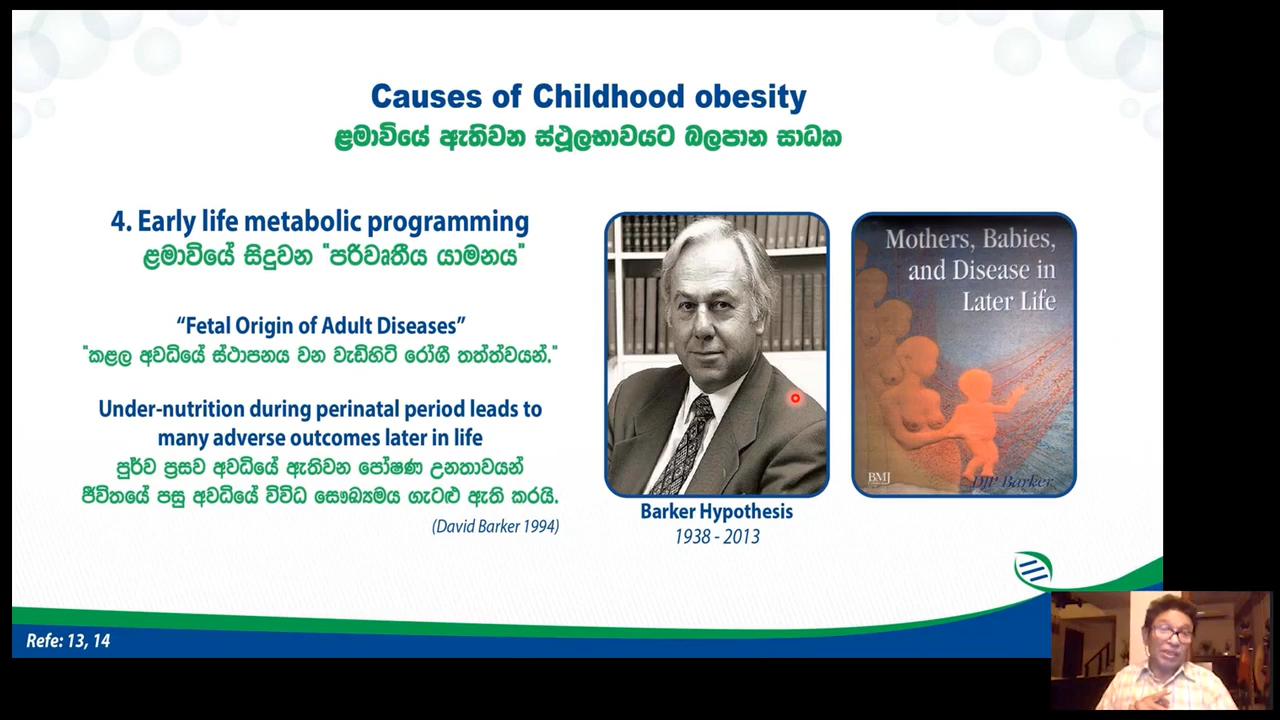 Causes of Childhood obesity
ළමාවියේ ඇතිවන ස්ථූලභාවයට බලපාන සාධක
4. Early life metabolic programming
ළමාවියේ සිදුවන "පරිවෘතීය යාමනය"
“Fetal Origin of Adult Diseases”
"කළල අවධියේ ස්ථාපනය වන වැඩිහිටි රෝගී තත්ත්වයන්."
Under-nutrition during perinatal period leads to
many adverse outcomes later in life
පුර්ව ප්‍රසව අවධියේ ඇතිවන පෝෂණ උනතාවයන්
ජීවිතයේ පසු අවධියේ විවිධ සෞඛ්‍යමය ගැටළු ඇති කරයි.
(David Barker 1994)
Mothers, Babies,
and Disease in
Later Life
BMJ
DJP Barker
Barker Hypothesis
1938 - 2013
Refe: 13, 14